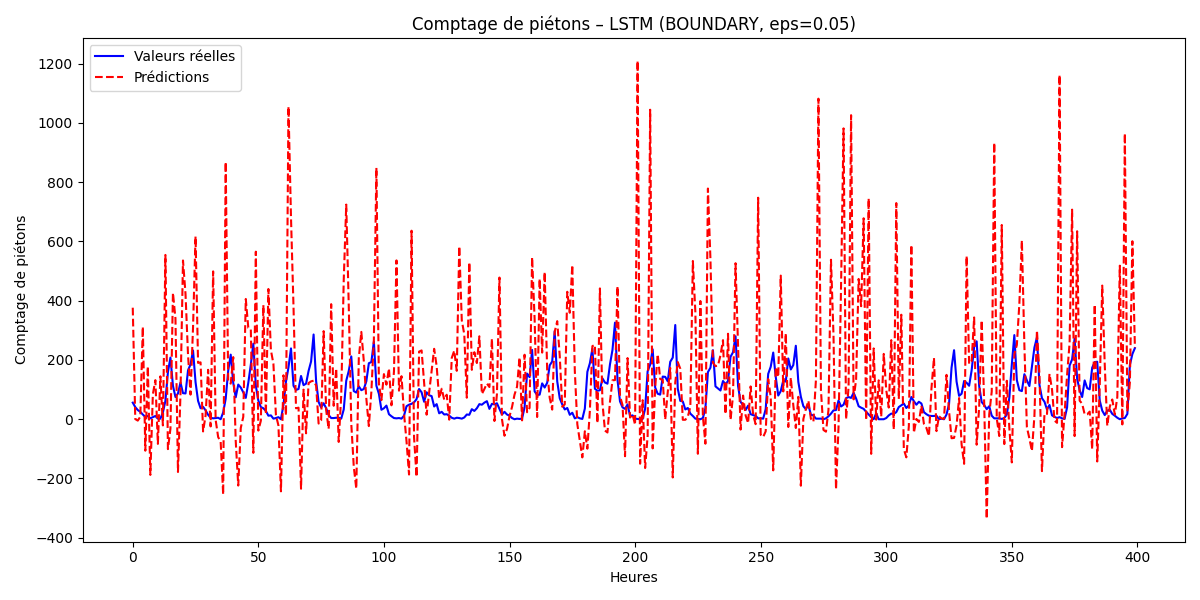 Comptage de piétons – LSTM (BOUNDARY, eps=0.05)
Valeurs réelles
Prédictions
Comptage de piétons
1200
1000
800
600
400
200
0
−200
−400
0 50 100 150 200 250 300 350 400
Heures